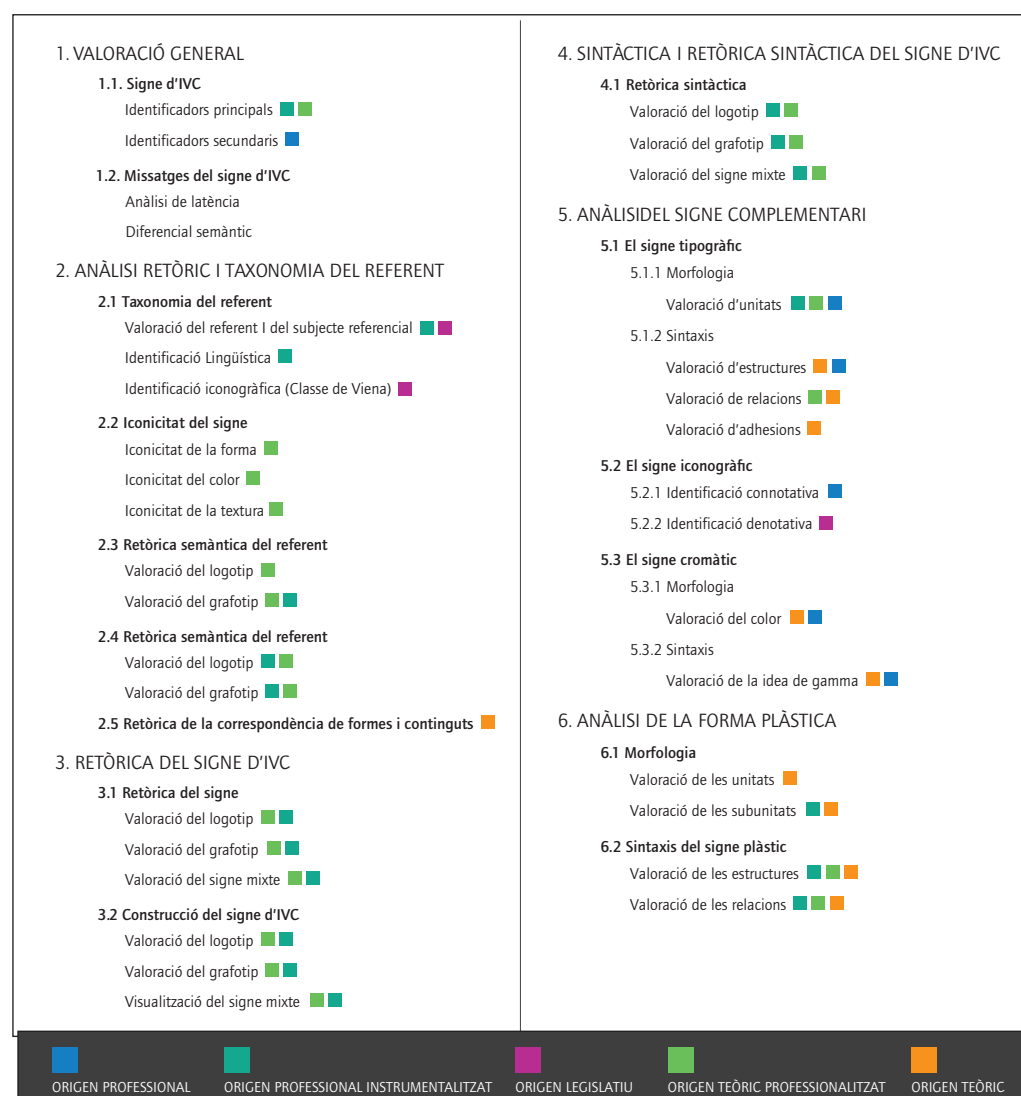 1. VALORACIÓ GENERAL
1.1. Signe d'IVC
Identificadors principals
Identificadors secundaris
1.2. Missatges del signe d'IVC
Anàlisi de latència
Diferencial semàntic
2. ANÀLISI RETÒRIC I TAXONOMIA DEL REFERENT
2.1 Taxonomia del referent
Valoració del referent I del subjecte referencial
Identificació Lingüística
Identificació iconogràfica (Classe de Viena)
2.2 Iconicitat del signe
Iconicitat de la forma
Iconicitat del color
Iconicitat de la textura
2.3 Retòrica semàntica del referent
Valoració del logotip
Valoració del grafotip
2.4 Retòrica semàntica del referent
Valoració del logotip
Valoració del grafotip
2.5 Retòrica de la correspondència de formes i continguts
3. RETÒRICA DEL SIGNE D'IVC
3.1 Retòrica del signe
Valoració del logotip
Valoració del grafotip
Valoració del signe mixte
3.2 Construcció del signe d'IVC
Valoració del logotip
Valoració del grafotip
Visualització del signe mixte
4. SINTÀCTICA I RETÒRICA SINTÀCTICA DEL SIGNE D'IVC
4.1 Retòrica sintàctica
Valoració del logotip
Valoració del grafotip
Valoració del signe mixte
5. ANÀLISIDEL SIGNE COMPLEMENTARI
5.1 El signe tipogràfic
5.1.1 Morfologia
Valoració d'unitats
5.1.2 Sintaxis
Valoració d'estructures
Valoració de relacions
Valoració d'adhesions
5.2 El signe iconogràfic
5.2.1 Identificació connotativa
5.2.2 Identificació denotativa
5.3 El signe cromàtic
5.3.1 Morfologia
Valoració del color
5.3.2 Sintaxis
Valoració de la idea de gamma
6. ANÀLISI DE LA FORMA PLÀSTICA
6.1 Morfologia
Valoració de les unitats
Valoració de les subunitats
6.2 Sintaxis del signe plàstic
Valoració de les estructures
Valoració de les relacions
ORIGEN PROFESSIONAL
ORIGEN PROFESSIONAL INSTRUMENTALITZAT
ORIGEN LEGISLATIU
ORIGEN TEÒRIC PROFESSIONALITZAT
ORIGEN TEÒRIC